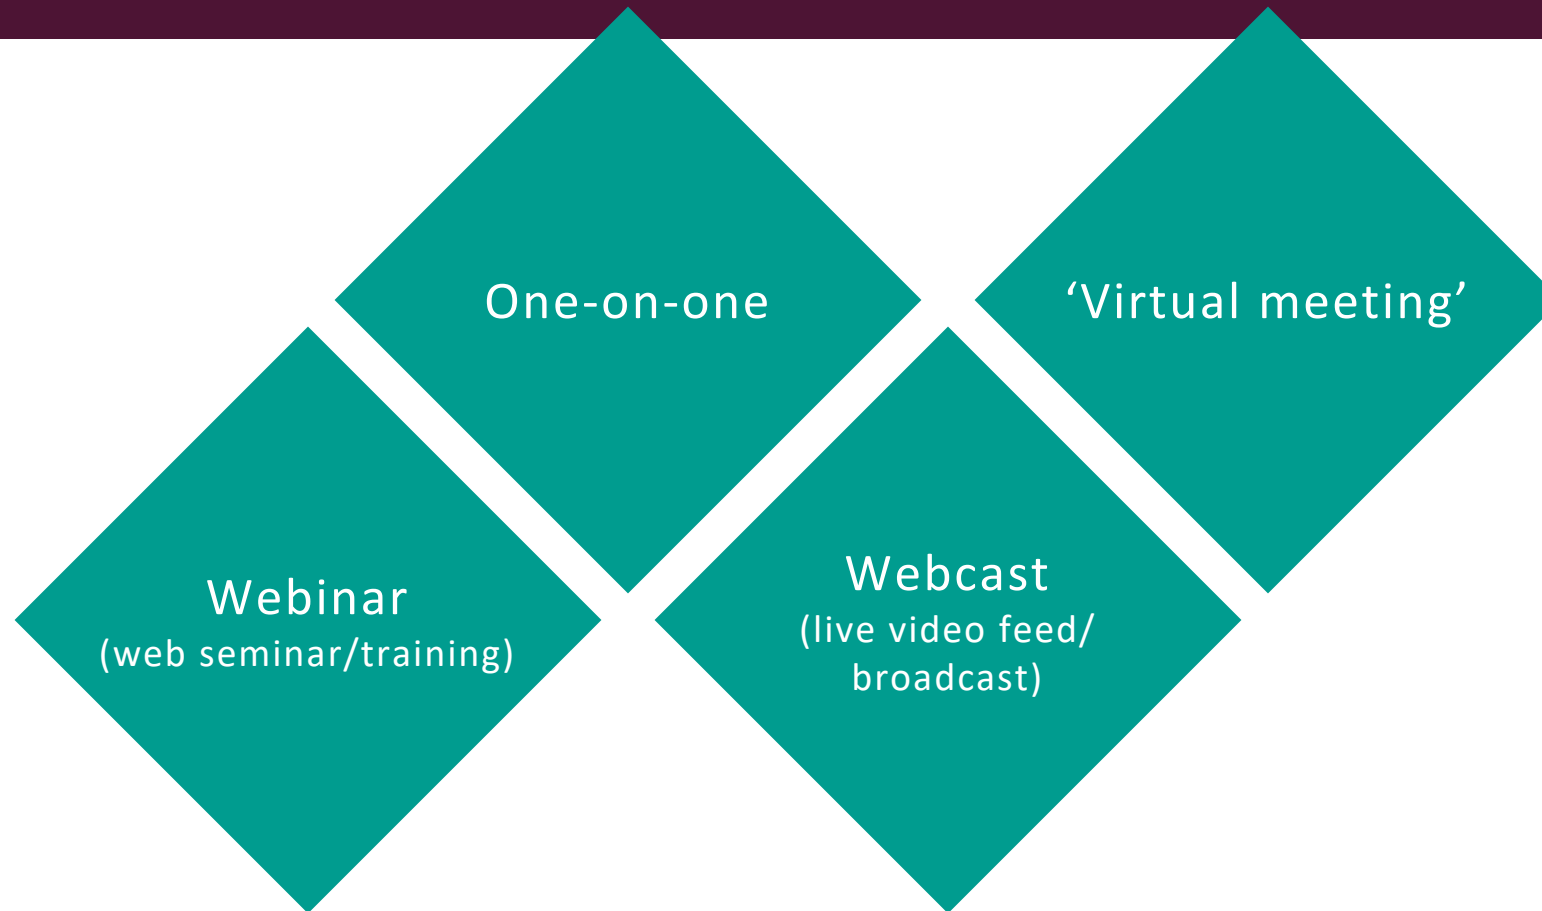 One-on-one
‘Virtual meeting’
Webinar
(web seminar/training)
Webcast
(live video feed/
broadcast)